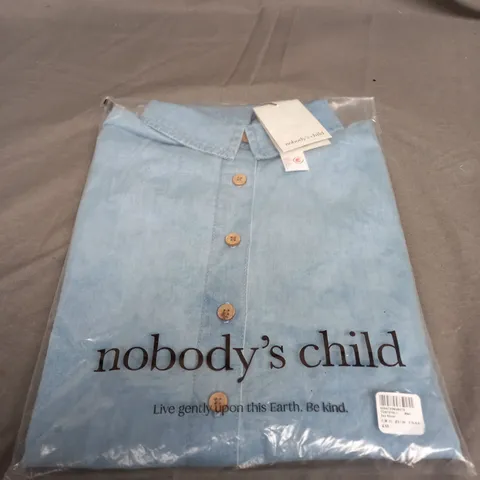 nobody's child
nobody's child
Live gently upon this Earth. Be kind.